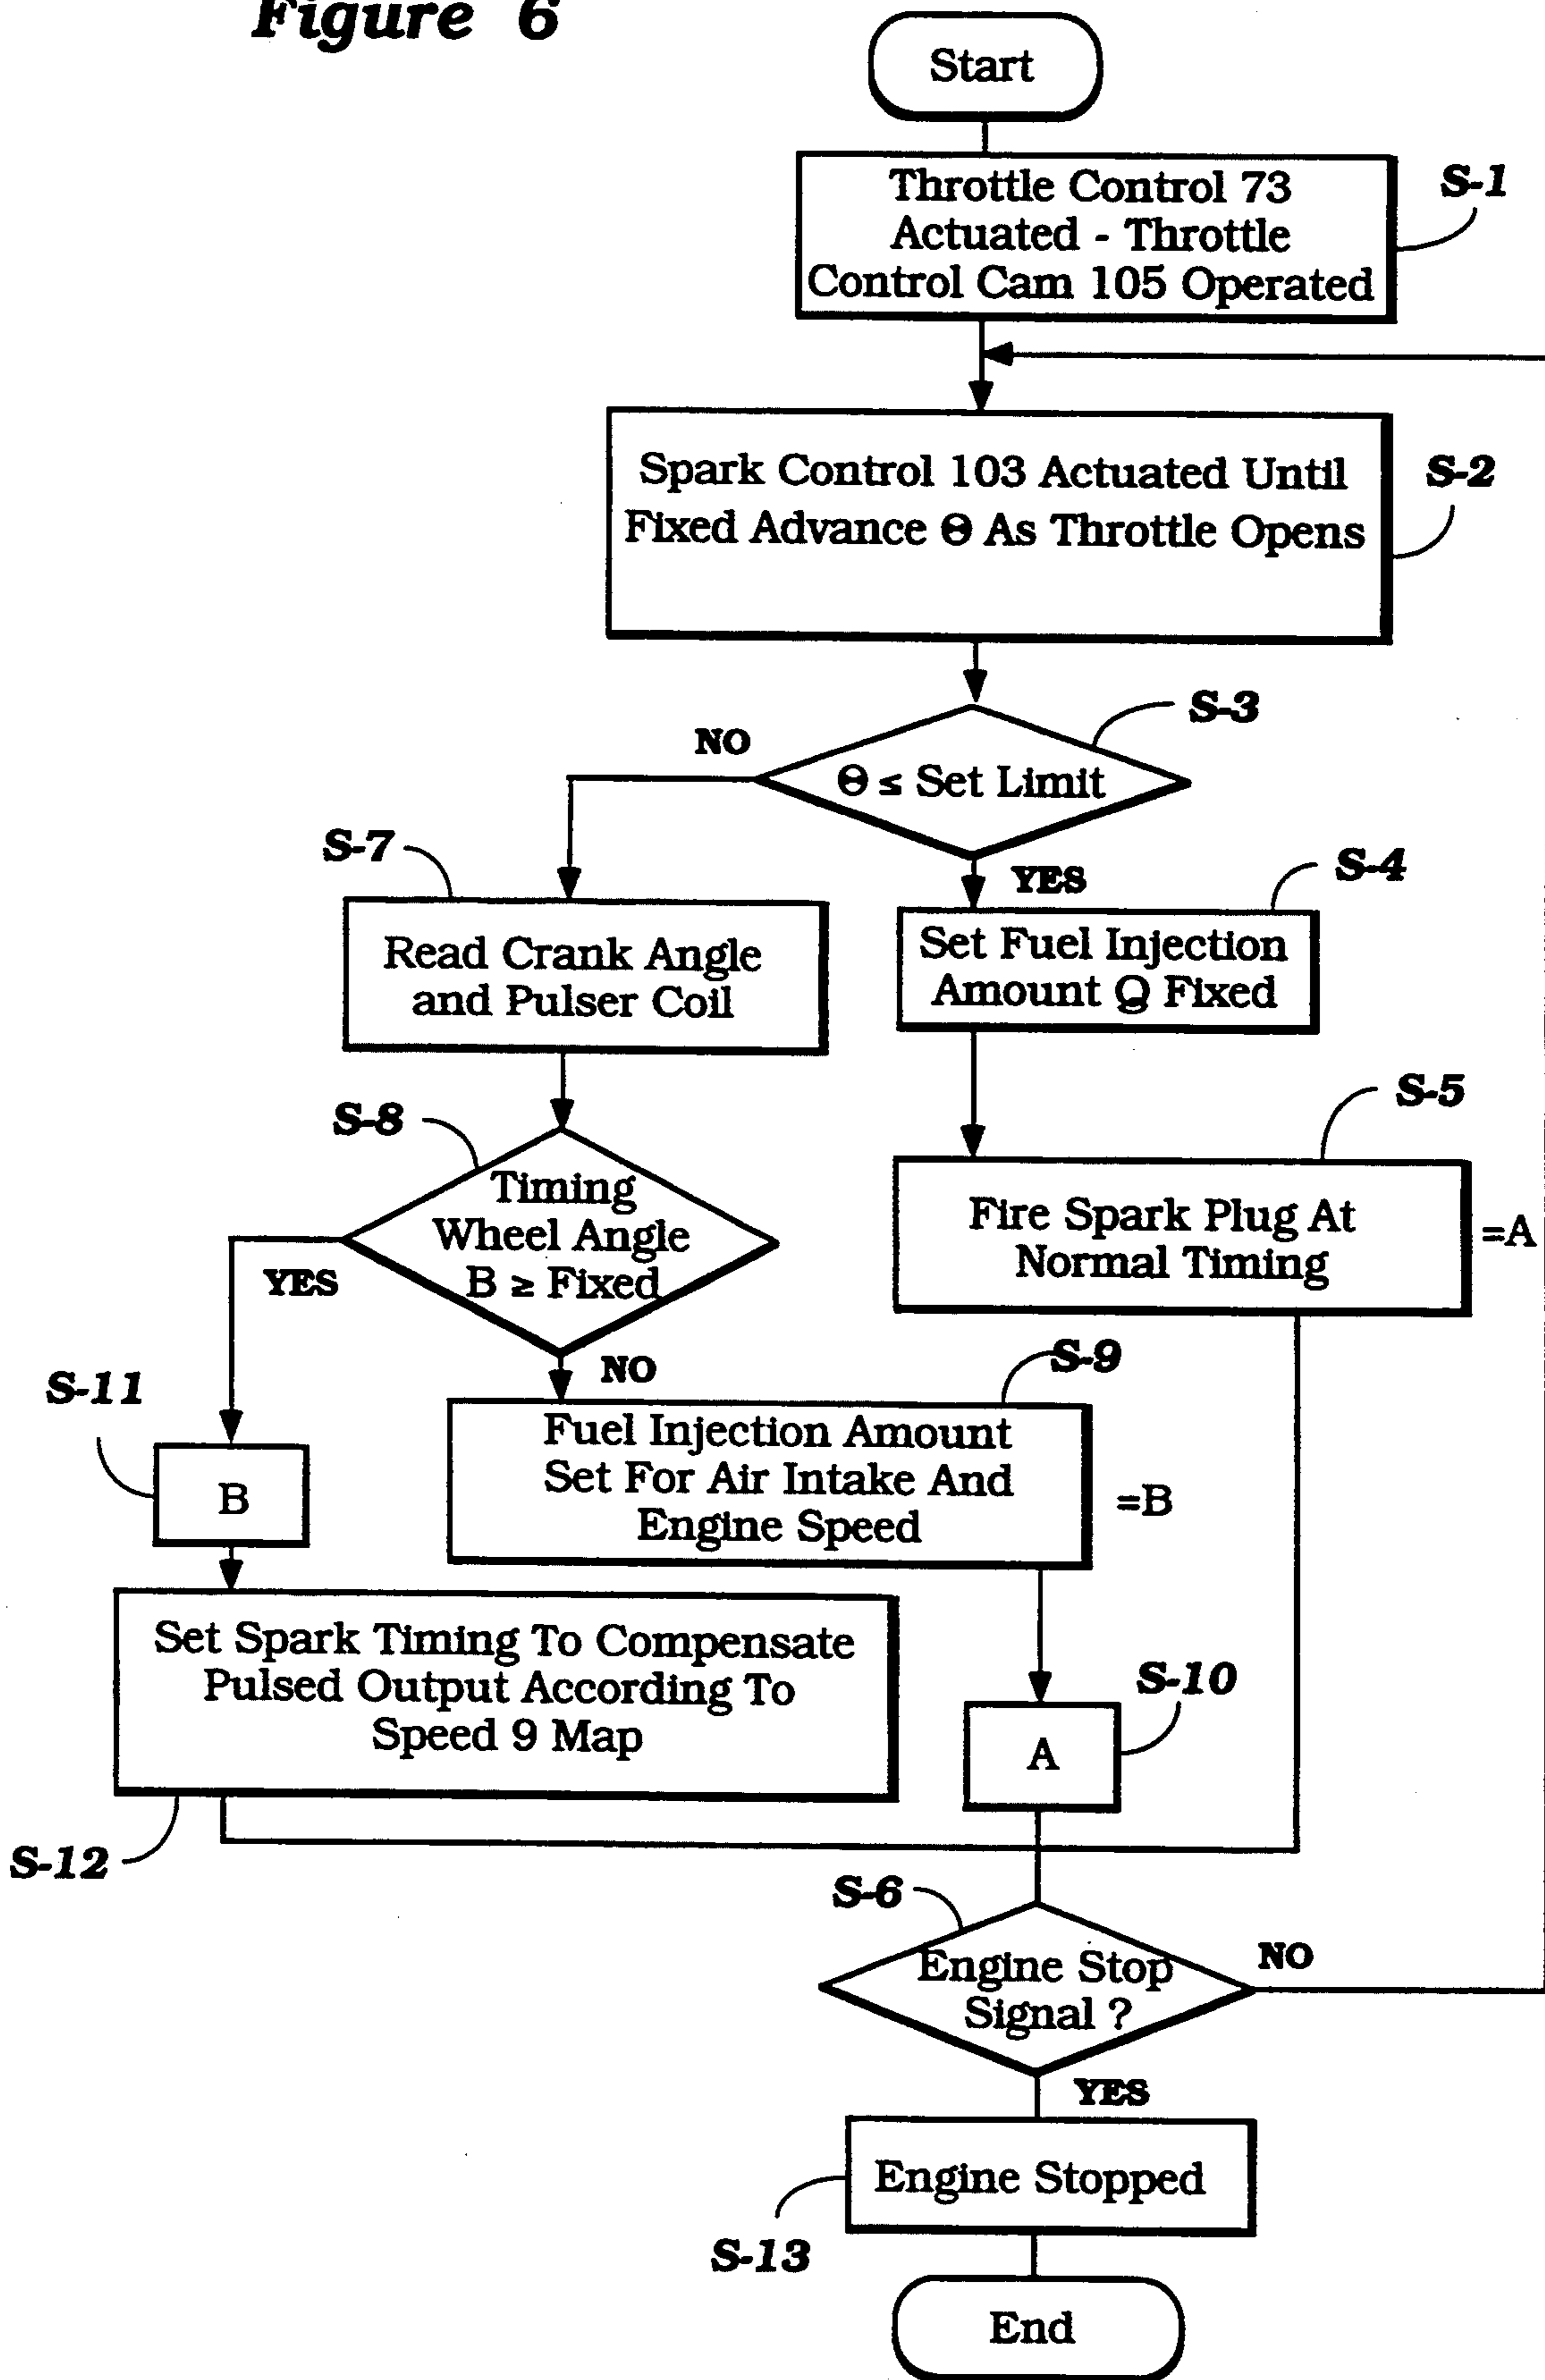 Figure 6
Start
Throttle Control 73
Actuated - Throttle
Control Cam 105 Operated
S-1
Spark Control 103 Actuated Until
Fixed Advance Θ As Throttle Opens
S-2
S-3
NO
Θ ≤ Set Limit
YES
S-7
S-4
Read Crank Angle
and Pulser Coil
Set Fuel Injection
Amount Q Fixed
S-8
S-5
Timing
Wheel Angle
B ≥ Fixed
YES
NO
Fire Spark Plug At
Normal Timing
=A
S-9
S-11
B
Fuel Injection Amount
Set For Air Intake And
Engine Speed
=B
Set Spark Timing To Compensate
Pulsed Output According To
Speed 9 Map
S-10
A
S-12
S-6
Engine Stop
Signal ?
NO
YES
Engine Stopped
S-13
End